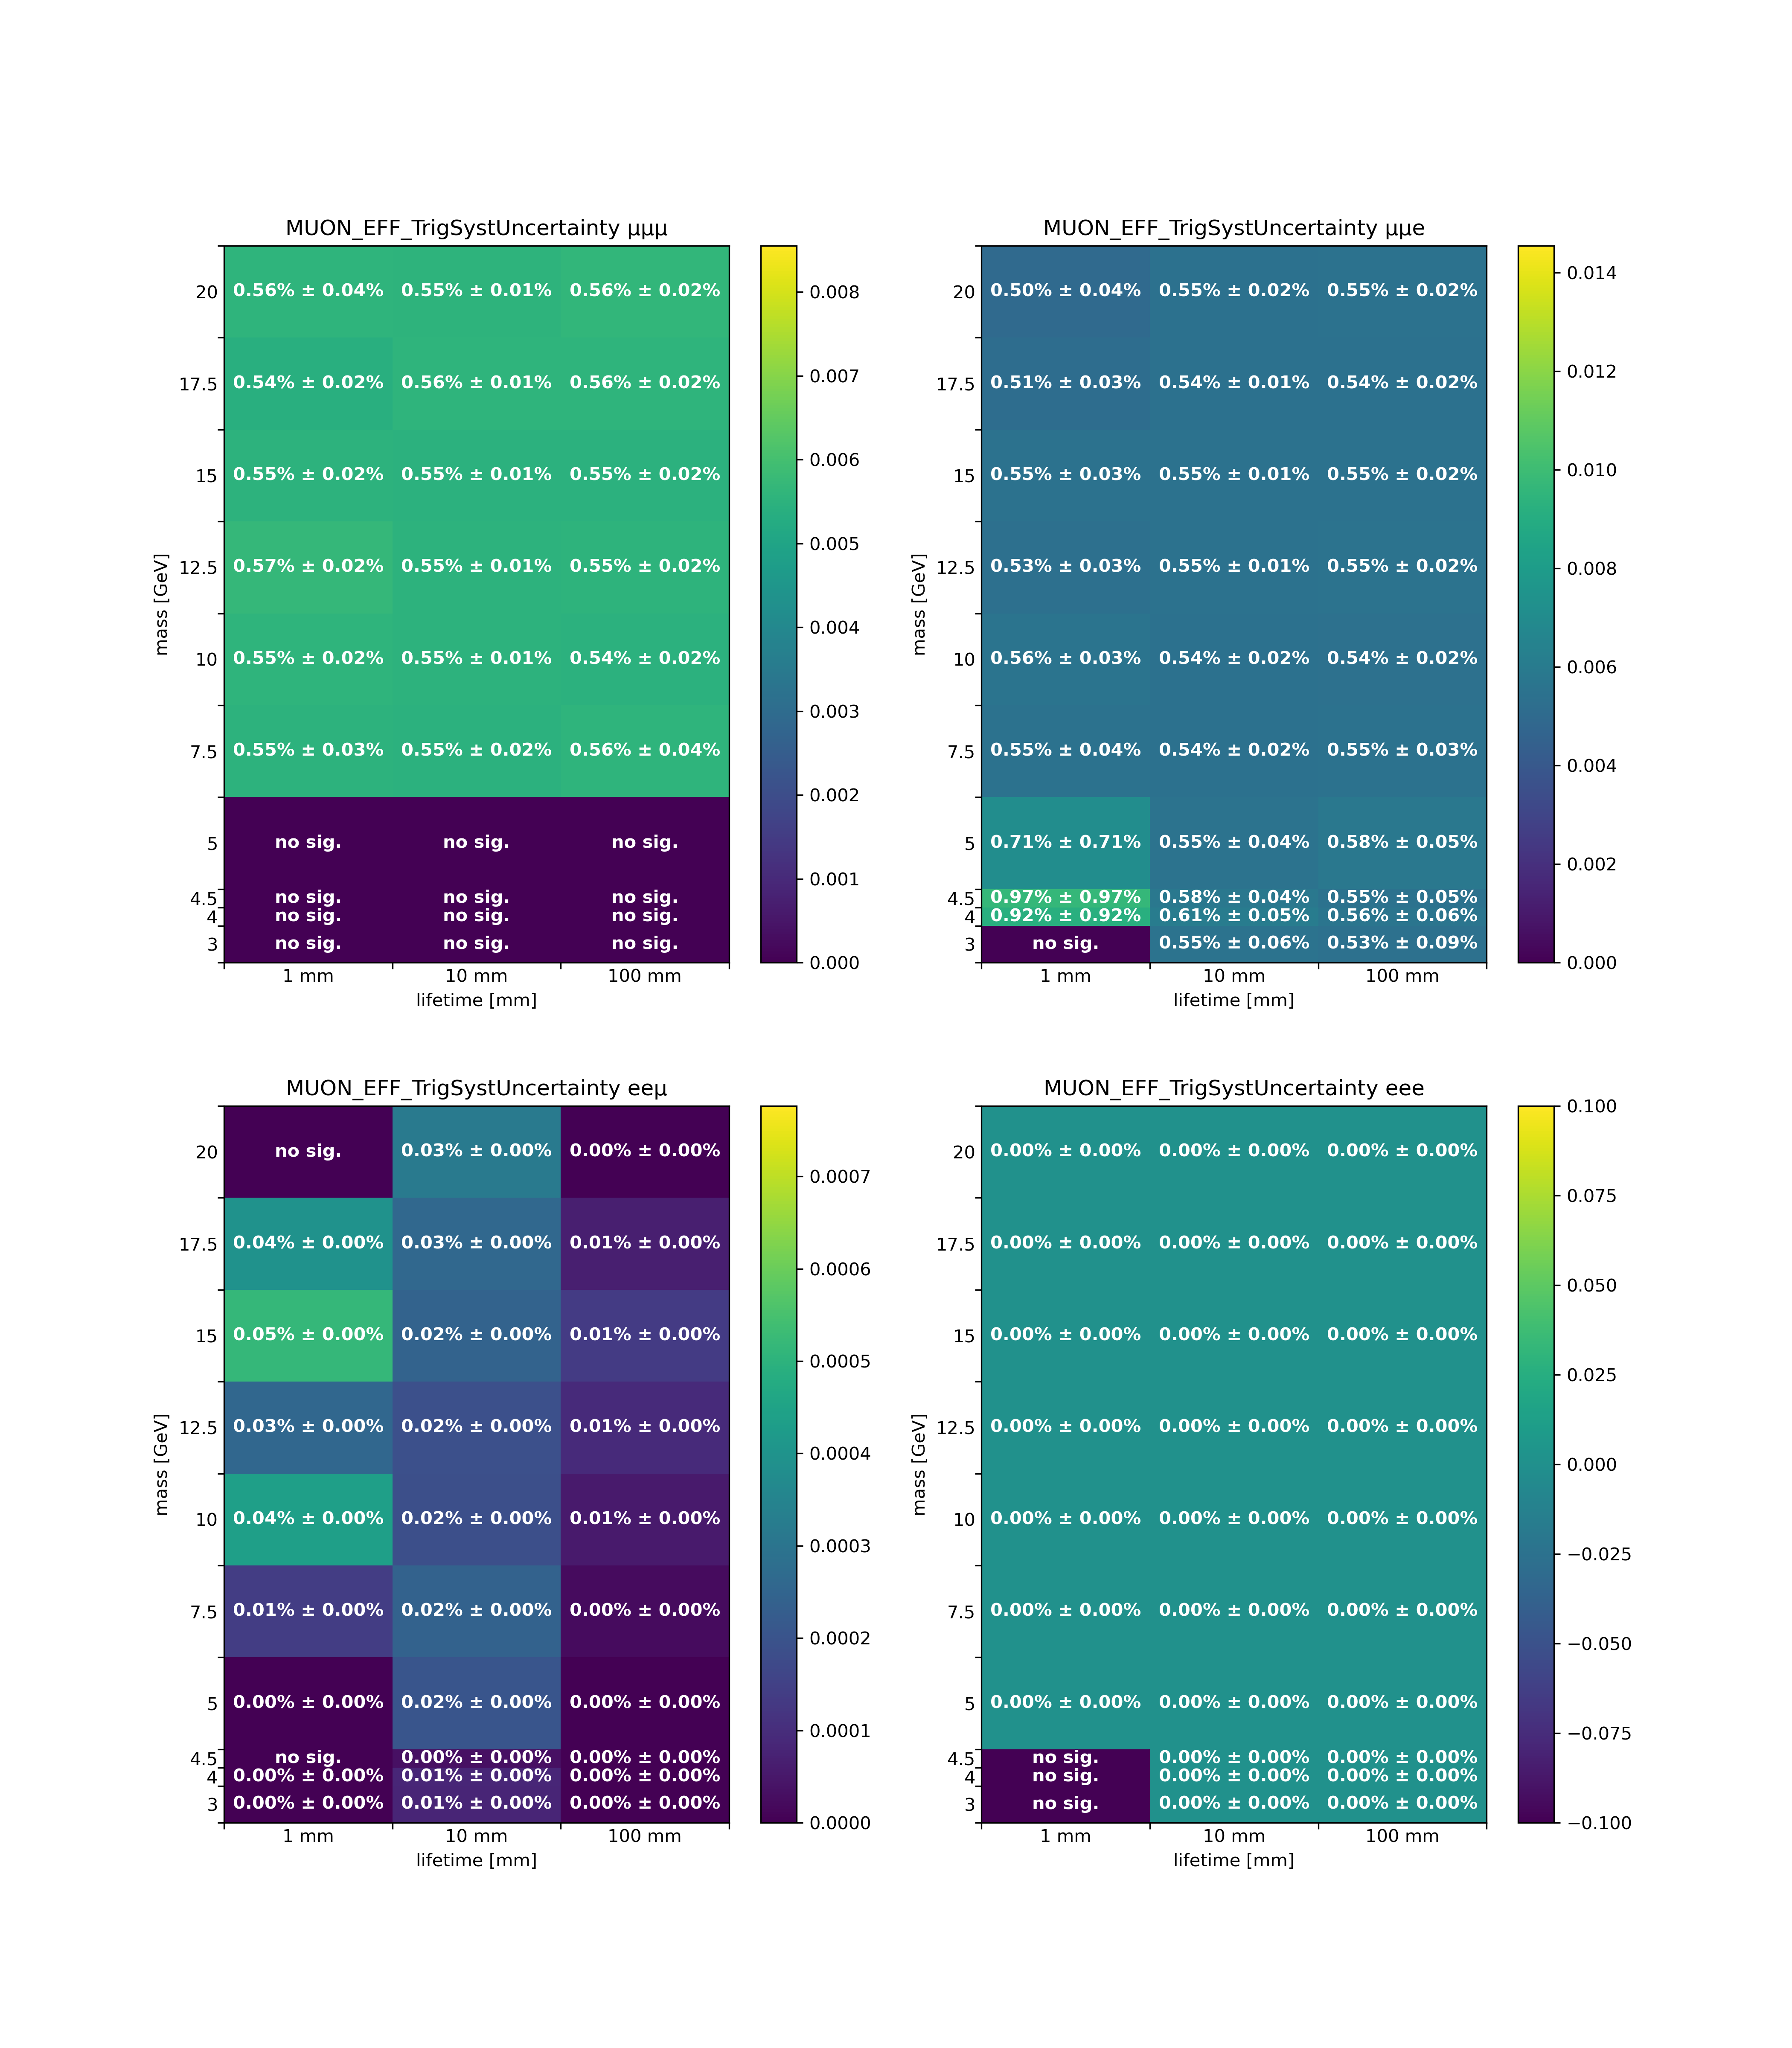 MUON_EFF_TrigSystUncertainty μμμ
20 0.56% ± 0.04% 0.55% ± 0.01% 0.56% ± 0.02%
17.5 0.54% ± 0.02% 0.56% ± 0.01% 0.56% ± 0.02%
15 0.55% ± 0.02% 0.55% ± 0.01% 0.55% ± 0.02%
12.5 0.57% ± 0.02% 0.55% ± 0.01% 0.55% ± 0.02%
10 0.55% ± 0.02% 0.55% ± 0.01% 0.54% ± 0.02%
7.5 0.55% ± 0.03% 0.55% ± 0.02% 0.56% ± 0.04%
5 no sig. no sig. no sig.
4.5 no sig. no sig. no sig.
4 no sig. no sig. no sig.
3 no sig. no sig. no sig.
1 mm 10 mm 100 mm
lifetime [mm]
mass [GeV]
0.008
0.007
0.006
0.005
0.004
0.003
0.002
0.001
0.000
MUON_EFF_TrigSystUncertainty μμe
20 0.50% ± 0.04% 0.55% ± 0.02% 0.55% ± 0.02%
17.5 0.51% ± 0.03% 0.54% ± 0.01% 0.54% ± 0.02%
15 0.55% ± 0.03% 0.55% ± 0.01% 0.55% ± 0.02%
12.5 0.53% ± 0.03% 0.55% ± 0.01% 0.55% ± 0.02%
10 0.56% ± 0.03% 0.54% ± 0.02% 0.54% ± 0.02%
7.5 0.55% ± 0.04% 0.54% ± 0.02% 0.55% ± 0.03%
5 0.71% ± 0.71% 0.55% ± 0.04% 0.58% ± 0.05%
4.5 0.97% ± 0.97% 0.58% ± 0.04% 0.55% ± 0.05%
4 0.92% ± 0.92% 0.61% ± 0.05% 0.56% ± 0.06%
3 no sig. 0.55% ± 0.06% 0.53% ± 0.09%
1 mm 10 mm 100 mm
lifetime [mm]
mass [GeV]
0.014
0.012
0.010
0.008
0.006
0.004
0.002
0.000
MUON_EFF_TrigSystUncertainty eeμ
20 no sig. 0.03% ± 0.00% 0.00% ± 0.00%
17.5 0.04% ± 0.00% 0.03% ± 0.00% 0.01% ± 0.00%
15 0.05% ± 0.00% 0.02% ± 0.00% 0.01% ± 0.00%
12.5 0.03% ± 0.00% 0.02% ± 0.00% 0.01% ± 0.00%
10 0.04% ± 0.00% 0.02% ± 0.00% 0.01% ± 0.00%
7.5 0.01% ± 0.00% 0.02% ± 0.00% 0.00% ± 0.00%
5 0.00% ± 0.00% 0.02% ± 0.00% 0.00% ± 0.00%
4.5 no sig. 0.00% ± 0.00% 0.00% ± 0.00%
4 0.00% ± 0.00% 0.01% ± 0.00% 0.00% ± 0.00%
3 0.00% ± 0.00% 0.01% ± 0.00% 0.00% ± 0.00%
1 mm 10 mm 100 mm
lifetime [mm]
mass [GeV]
0.0007
0.0006
0.0005
0.0004
0.0003
0.0002
0.0001
0.0000
MUON_EFF_TrigSystUncertainty eee
20 0.00% ± 0.00% 0.00% ± 0.00% 0.00% ± 0.00%
17.5 0.00% ± 0.00% 0.00% ± 0.00% 0.00% ± 0.00%
15 0.00% ± 0.00% 0.00% ± 0.00% 0.00% ± 0.00%
12.5 0.00% ± 0.00% 0.00% ± 0.00% 0.00% ± 0.00%
10 0.00% ± 0.00% 0.00% ± 0.00% 0.00% ± 0.00%
7.5 0.00% ± 0.00% 0.00% ± 0.00% 0.00% ± 0.00%
5 0.00% ± 0.00% 0.00% ± 0.00% 0.00% ± 0.00%
4.5 no sig. 0.00% ± 0.00% 0.00% ± 0.00%
4 no sig. 0.00% ± 0.00% 0.00% ± 0.00%
3 no sig. 0.00% ± 0.00% 0.00% ± 0.00%
1 mm 10 mm 100 mm
lifetime [mm]
mass [GeV]
0.100
0.075
0.050
0.025
0.000
−0.025
−0.050
−0.075
−0.100